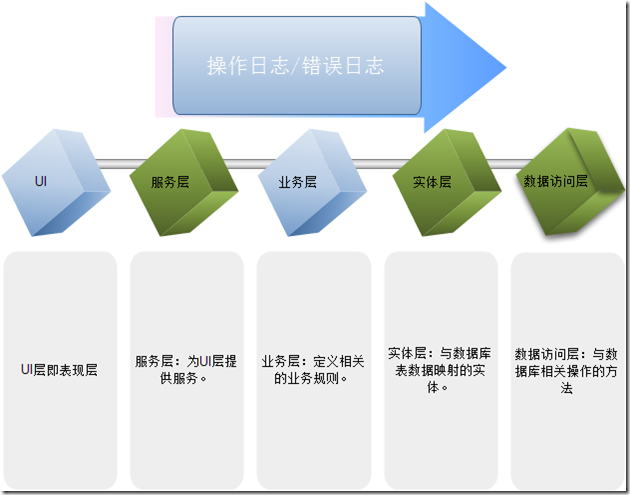 操作日志/错误日志
UI
服务层
业务层
实体层
数据访问层
UI层即表现层
服务层：为UI层提
供服务。
业务层：定义相关
的业务规则。
实体层：与数据库
表数据映射的实
体。
数据访问层：与数
据库相关操作的方
法